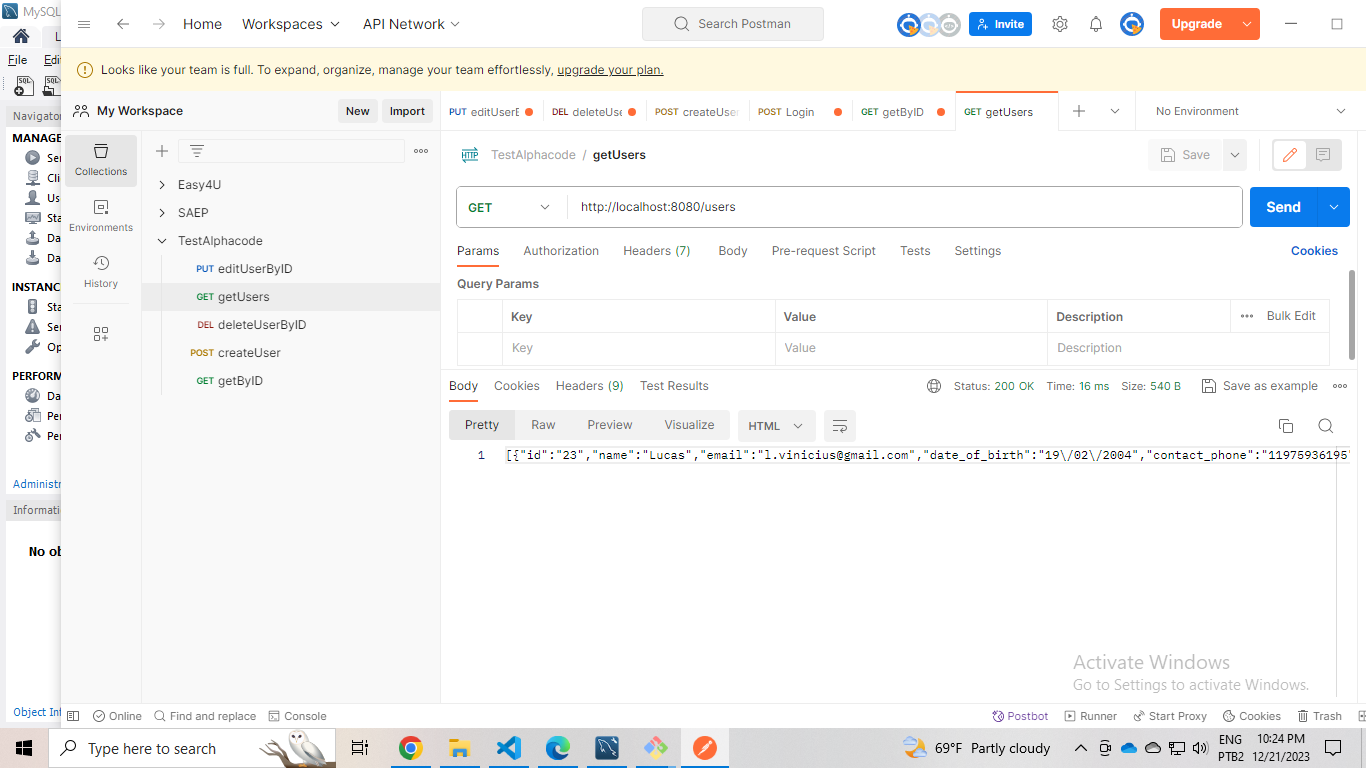 MySQL
Home
Workspaces
API Network
Search Postman
Invite
Upgrade
File
Looks like your team is full. To expand, organize, manage your team effortlessly, upgrade your plan.
My Workspace
New
Import
PUT editUserB
DEL deleteUse
POST createUser
POST Login
GET getByID
GET getUsers
No Environment
Navigator
Collections
Environments
History
Easy4U
SAEP
TestAlphacode
PUT editUserByID
GET getUsers
DEL deleteUserByID
POST createUser
GET getByID
HTTP TestAlphacode / getUsers
Save
GET
http://localhost:8080/users
Send
Params
Authorization
Headers (7)
Body
Pre-request Script
Tests
Settings
Cookies
Query Params
Key
Value
Description
Bulk Edit
Key
Value
Description
Body
Cookies
Headers (9)
Test Results
Status: 200 OK
Time: 16 ms
Size: 540 B
Save as example
Pretty
Raw
Preview
Visualize
HTML
1
[{"id":"23","name":"Lucas","email":"l.vinicius@gmail.com","date_of_birth":"19\/02\/2004","contact_phone":"11975936195"
MANAGE
Ser
Cli
Use
Sta
Da
Da
INSTANC
Sta
Ser
Op
PERFORM
Da
Per
Per
Administr
Informatio
No ob
Object Inf
Activate Windows
Go to Settings to activate Windows.
Online
Find and replace
Console
Postbot
Runner
Start Proxy
Cookies
Trash
Type here to search
69°F Partly cloudy
ENG
PTB2
10:24 PM
12/21/2023